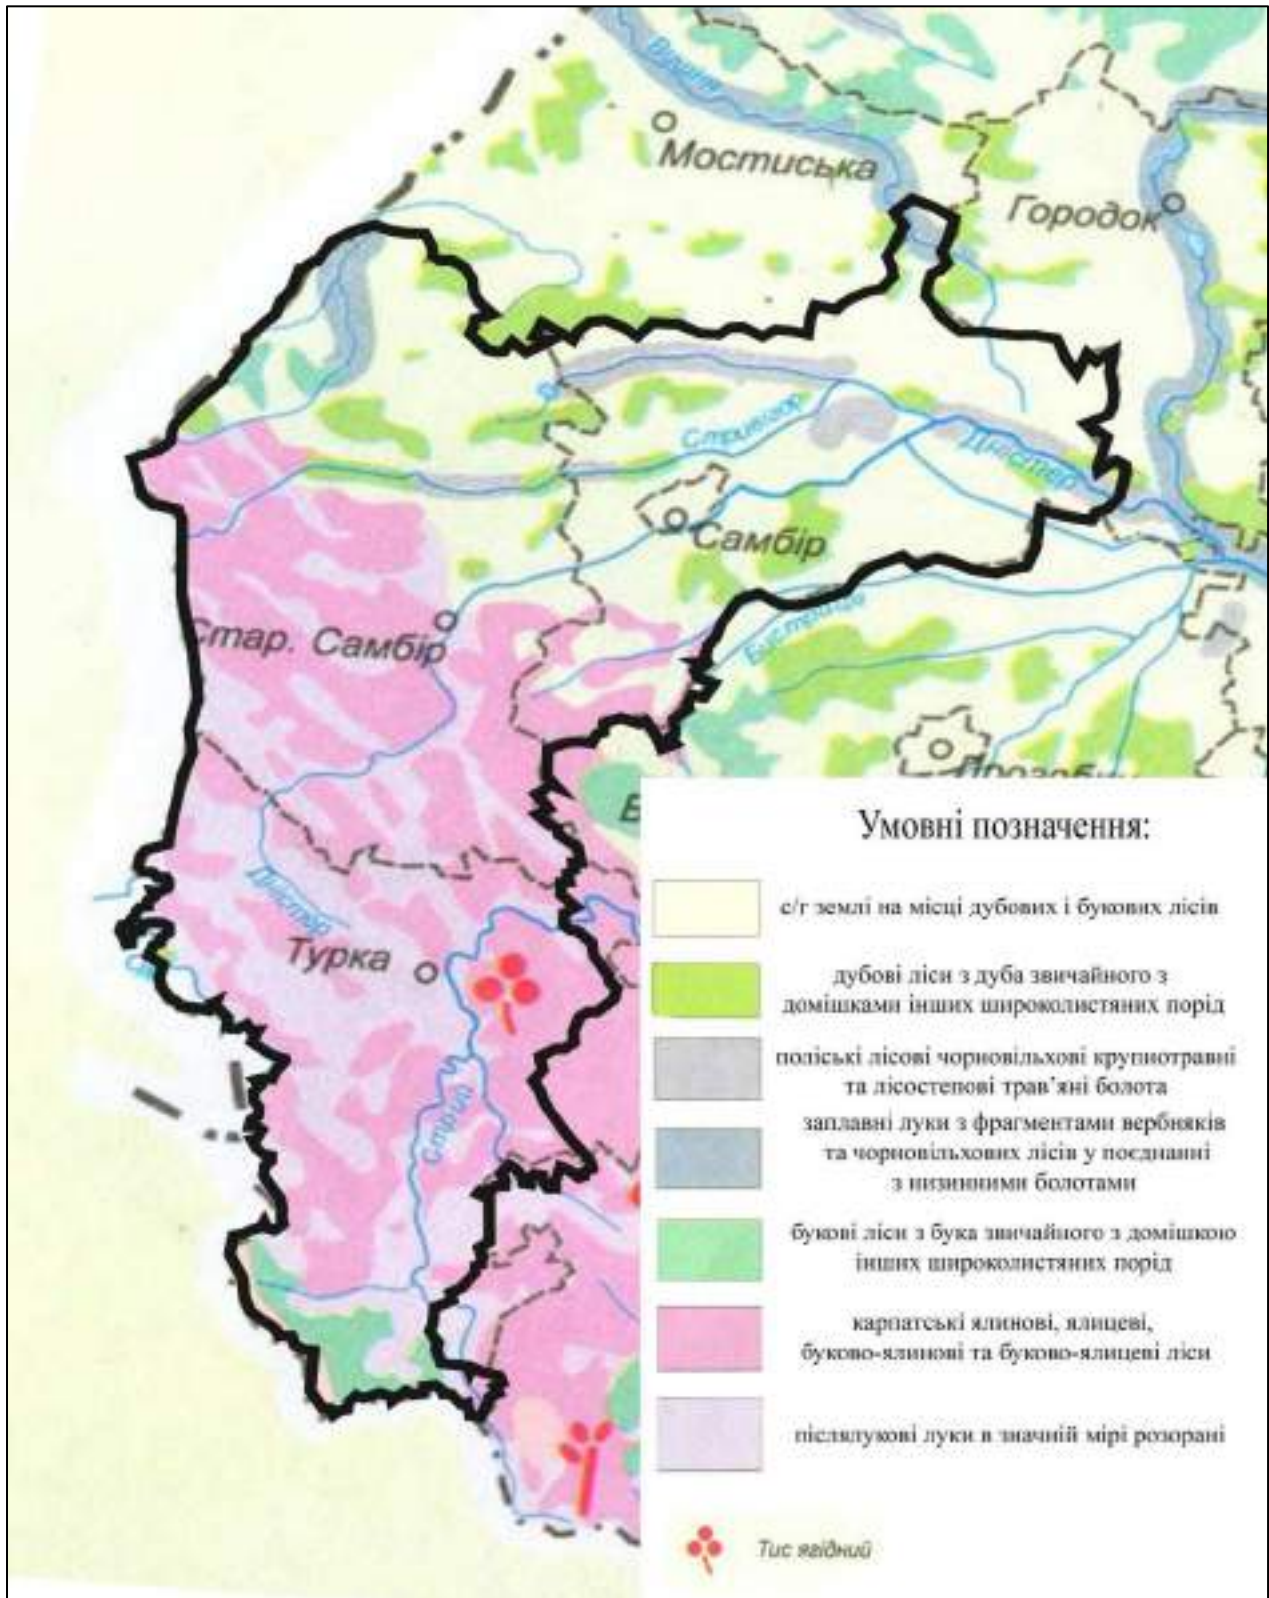 Вишня
Мостиська
Городок
Стривігор
Дністер
Самбір
Стар. Самбір
Бистриця
Дрогобич
Б
Дністер
Турка
Стрий
Умовні позначення:
с/г землі на місці дубових і букових лісів
дубові ліси з дуба звичайного з
домішками інших широколистяних порід
поліські лісові чорновільхові крупнотравні
та лісостепові трав’яні болота
заплавні луки з фрагментами вербняків
та чорновільхових лісів у поєднанні
з низинними болотами
букові ліси з бука звичайного з домішкою
інших широколистяних порід
карпатські ялинові, ялицеві,
буково-ялинові та буково-ялицеві ліси
післялукові луки в значній мірі розорані
Тис ягідний